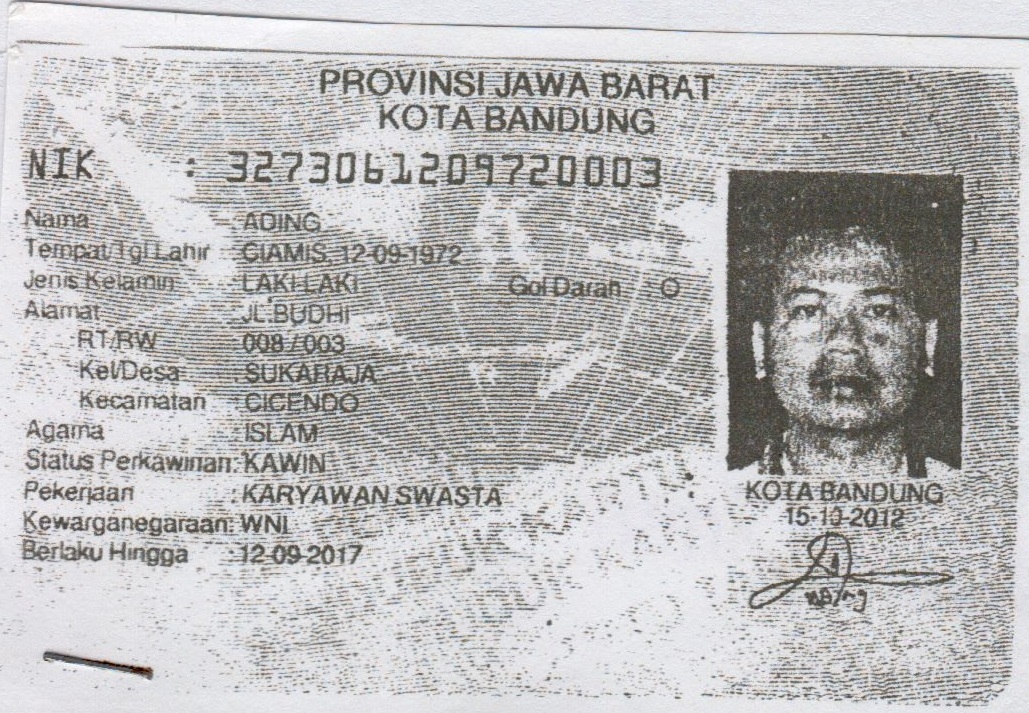 PROVINSI JAWA BARAT
KOTA BANDUNG
NIK : 3273061209720003
Nama : ADING
Tempat/Tgl Lahir : CIAMIS, 12-09-1972
Jenis Kelamin : LAKI-LAKI Gol Darah : O
Alamat : JL.BUDHI
RT/RW : 008 / 003
Kel/Desa : SUKARAJA
Kecamatan : CICENDO
Agama : ISLAM
Status Perkawinan: KAWIN
Pekerjaan : KARYAWAN SWASTA
Kewarganegaraan: WNI
Berlaku Hingga : 12-09-2017
KOTA BANDUNG
15-10-2012